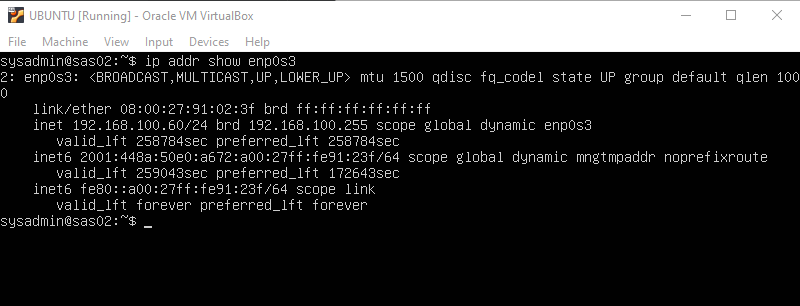 UBUNTU [Running] - Oracle VM VirtualBox
File Machine View Input Devices Help
sysadmin@sas02:~$ ip addr show enp0s3
2: enp0s3: <BROADCAST,MULTICAST,UP,LOWER_UP> mtu 1500 qdisc fq_codel state UP group default qlen 100
0
link/ether 08:00:27:91:02:3f brd ff:ff:ff:ff:ff:ff
inet 192.168.100.60/24 brd 192.168.100.255 scope global dynamic enp0s3
valid_lft 258784sec preferred_lft 258784sec
inet6 2001:448a:50e0:a672:a00:27ff:fe91:23f/64 scope global dynamic mngtmpaddr noprefixroute
valid_lft 259043sec preferred_lft 172643sec
inet6 fe80::a00:27ff:fe91:23f/64 scope link
valid_lft forever preferred_lft forever
sysadmin@sas02:~$ _